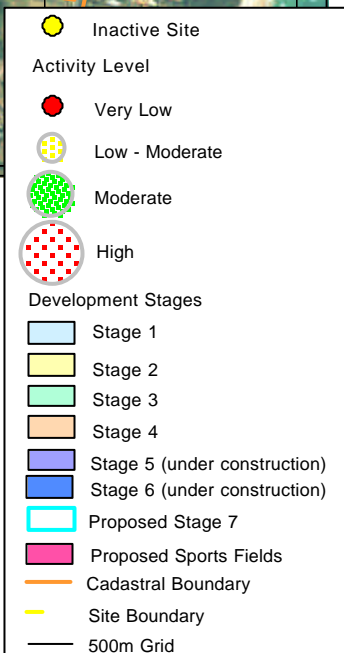 Inactive Site
Activity Level
Very Low
Low - Moderate
Moderate
High
Development Stages
Stage 1
Stage 2
Stage 3
Stage 4
Stage 5 (under construction)
Stage 6 (under construction)
Proposed Stage 7
Proposed Sports Fields
Cadastral Boundary
Site Boundary
500m Grid